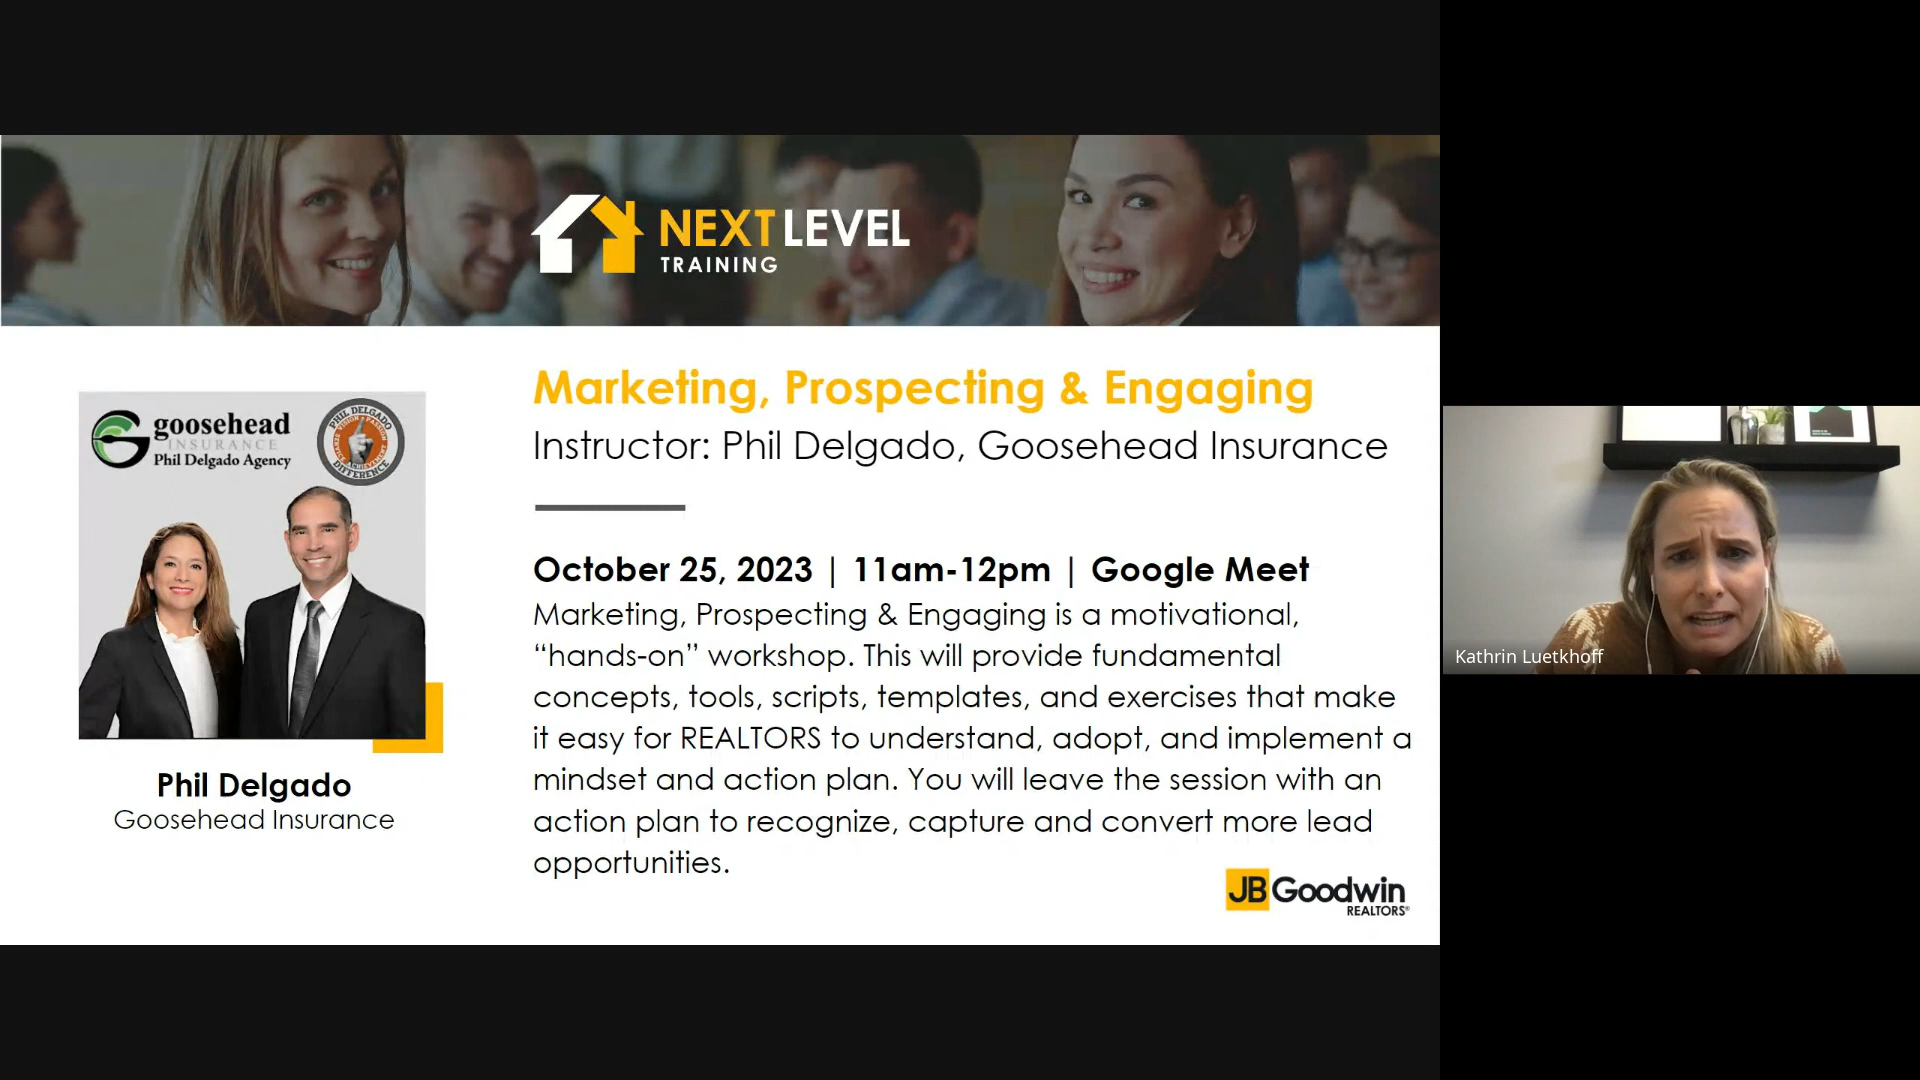 NEXT LEVEL
TRAINING
Marketing, Prospecting & Engaging
Instructor: Phil Delgado, Goosehead Insurance
goosehead
INSURANCE
Phil Delgado Agency
PHIL DELGADO
DIFFERENCE
October 25, 2023 | 11am-12pm | Google Meet
Marketing, Prospecting & Engaging is a motivational,
“hands-on” workshop. This will provide fundamental
concepts, tools, scripts, templates, and exercises that make
it easy for REALTORS to understand, adopt, and implement a
mindset and action plan. You will leave the session with an
action plan to recognize, capture and convert more lead
opportunities.
Phil Delgado
Goosehead Insurance
JB Goodwin
REALTORS®
Kathrin Luetkhoff